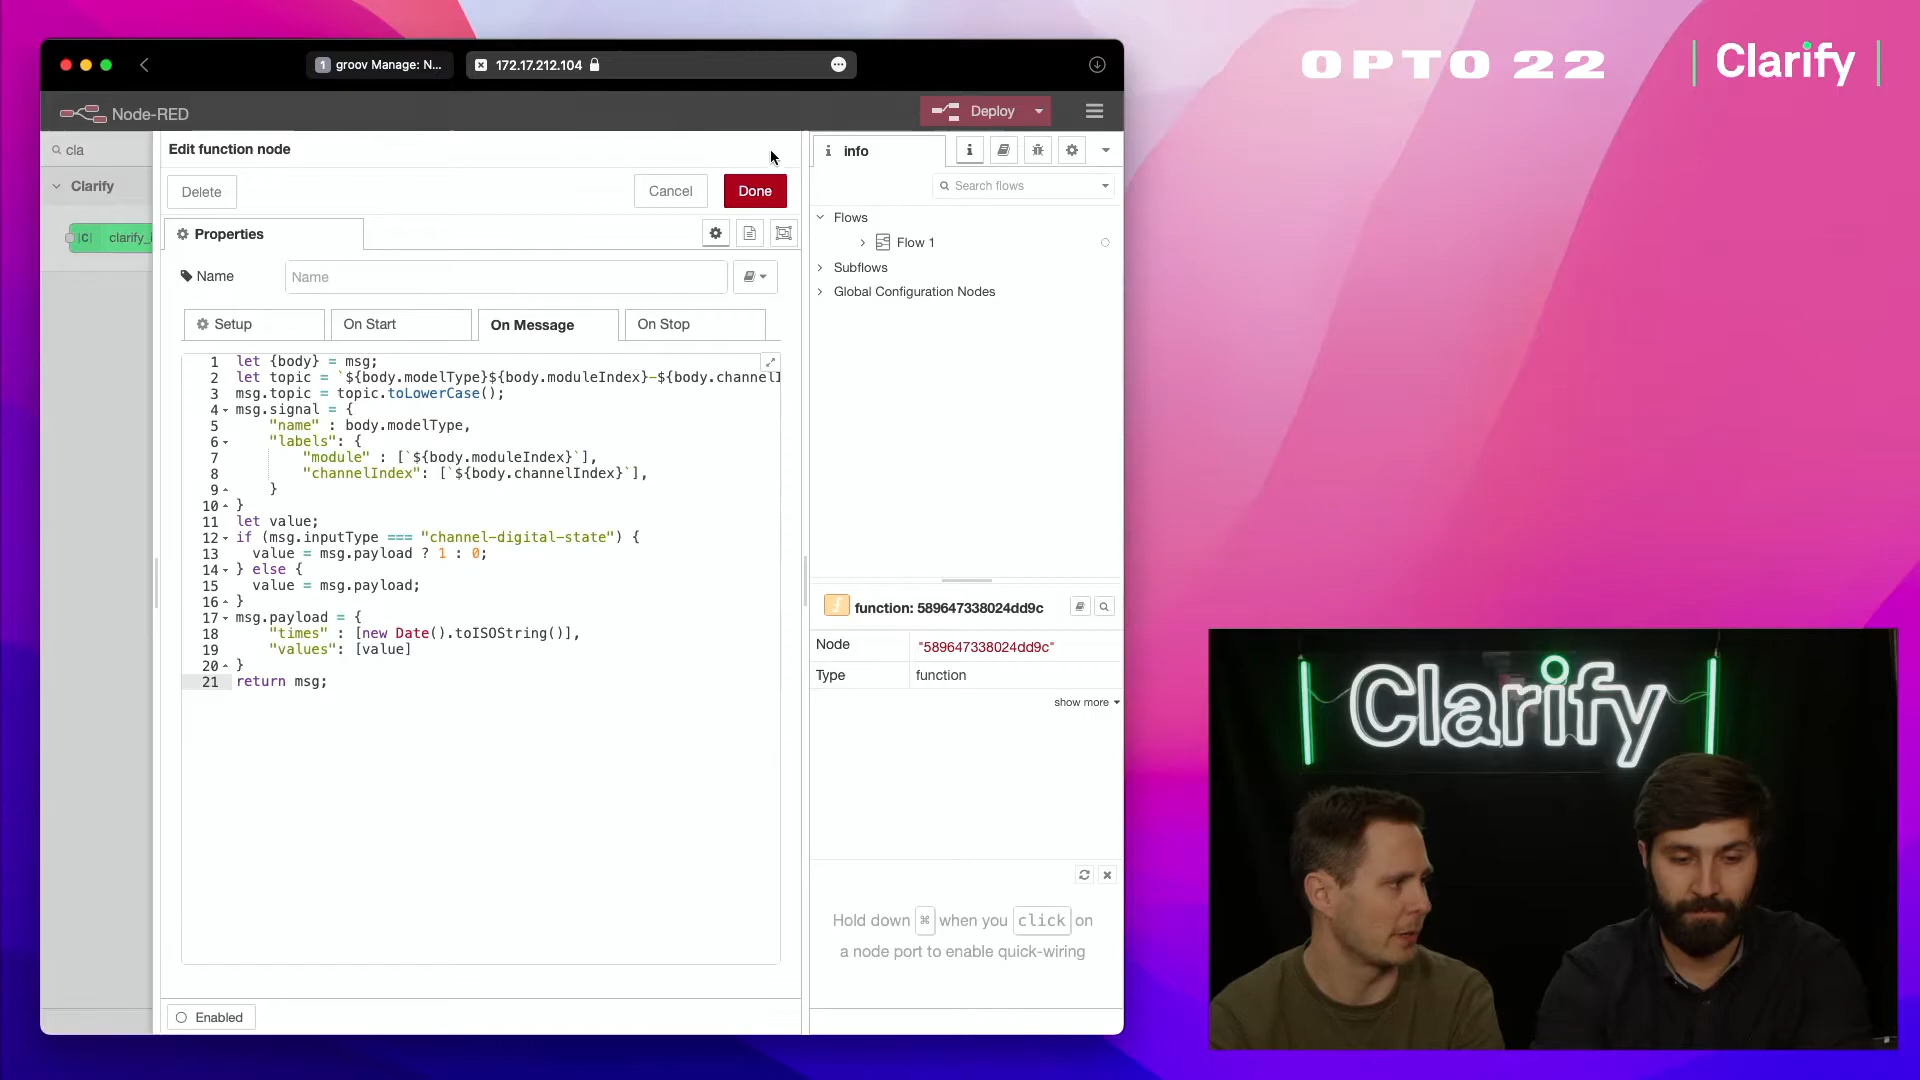 OPTO 22
Clarify
1 groov Manage: N...
172.17.212.104
Node-RED
Deploy
cla
Clarify
clarify_i
Edit function node
Delete
Cancel
Done
Properties
Name
Name
Setup
On Start
On Message
On Stop
1 let {body} = msg;
2 let topic = `${body.modelType}${body.moduleIndex}-${body.channelI
3 msg.topic = topic.toLowerCase();
4 msg.signal = {
5 "name" : body.modelType,
6 "labels": {
7 "module" : [`${body.moduleIndex}`],
8 "channelIndex": [`${body.channelIndex}`],
9 }
10 }
11 let value;
12 if (msg.inputType === "channel-digital-state") {
13 value = msg.payload ? 1 : 0;
14 } else {
15 value = msg.payload;
16 }
17 msg.payload = {
18 "times" : [new Date().toISOString()],
19 "values": [value]
20 }
21 return msg;
Enabled
info
Search flows
Flows
Flow 1
Subflows
Global Configuration Nodes
function: 589647338024dd9c
Node "589647338024dd9c"
Type function
show more
Hold down ⌘ when you click on
a node port to enable quick-wiring
Clarify